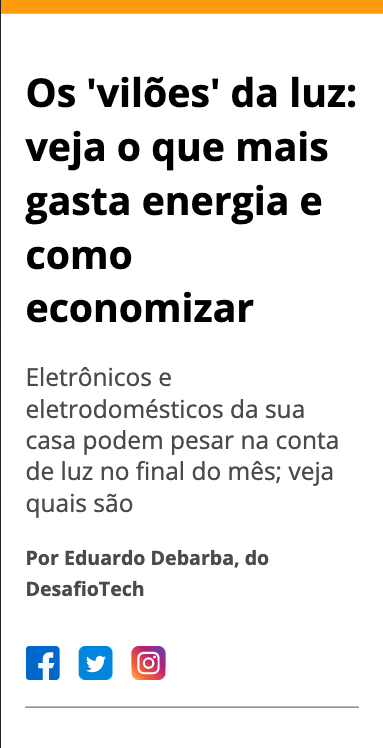 Os 'vilões' da luz:
veja o que mais
gasta energia e
como
economizar
Eletrônicos e
eletrodomésticos da sua
casa podem pesar na conta
de luz no final do mês; veja
quais são
Por Eduardo Debarba, do
DesafioTech